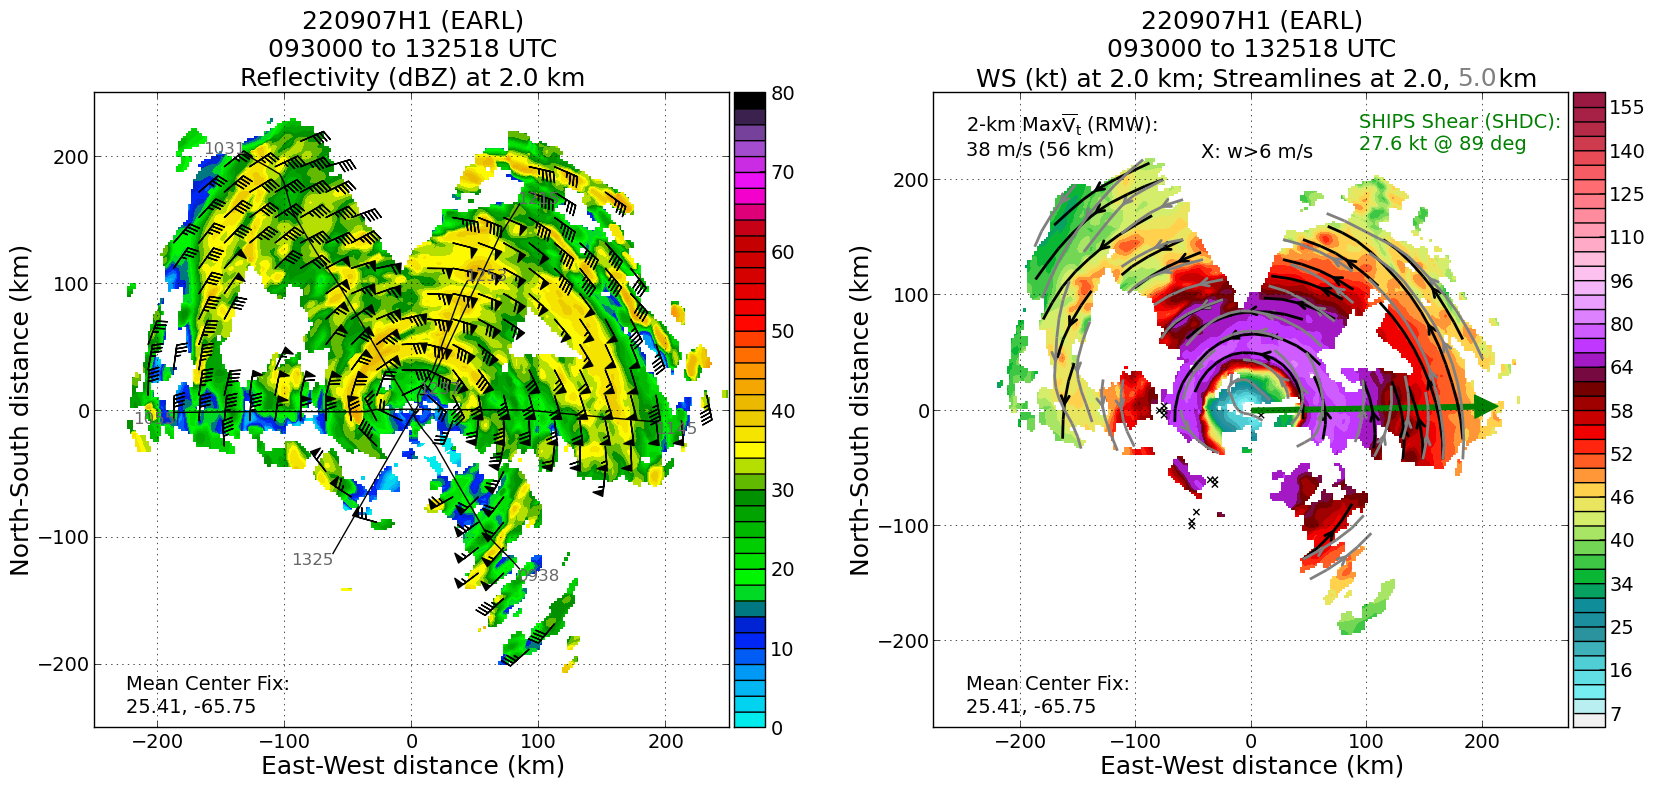 220907H1 (EARL)
093000 to 132518 UTC
Reflectivity (dBZ) at 2.0 km
North-South distance (km)
200
100
0
−100
−200
−200
−100
0
100
200
East-West distance (km)
1031
1325
0938
Mean Center Fix:
25.41, -65.75
80
70
60
50
40
30
20
10
0
220907H1 (EARL)
093000 to 132518 UTC
WS (kt) at 2.0 km; Streamlines at 2.0, 5.0km
2-km MaxV̅t (RMW):
38 m/s (56 km)
X: w>6 m/s
SHIPS Shear (SHDC):
27.6 kt @ 89 deg
North-South distance (km)
200
100
0
−100
−200
−200
−100
0
100
200
East-West distance (km)
Mean Center Fix:
25.41, -65.75
155
140
125
110
96
80
64
58
52
46
40
34
25
16
7